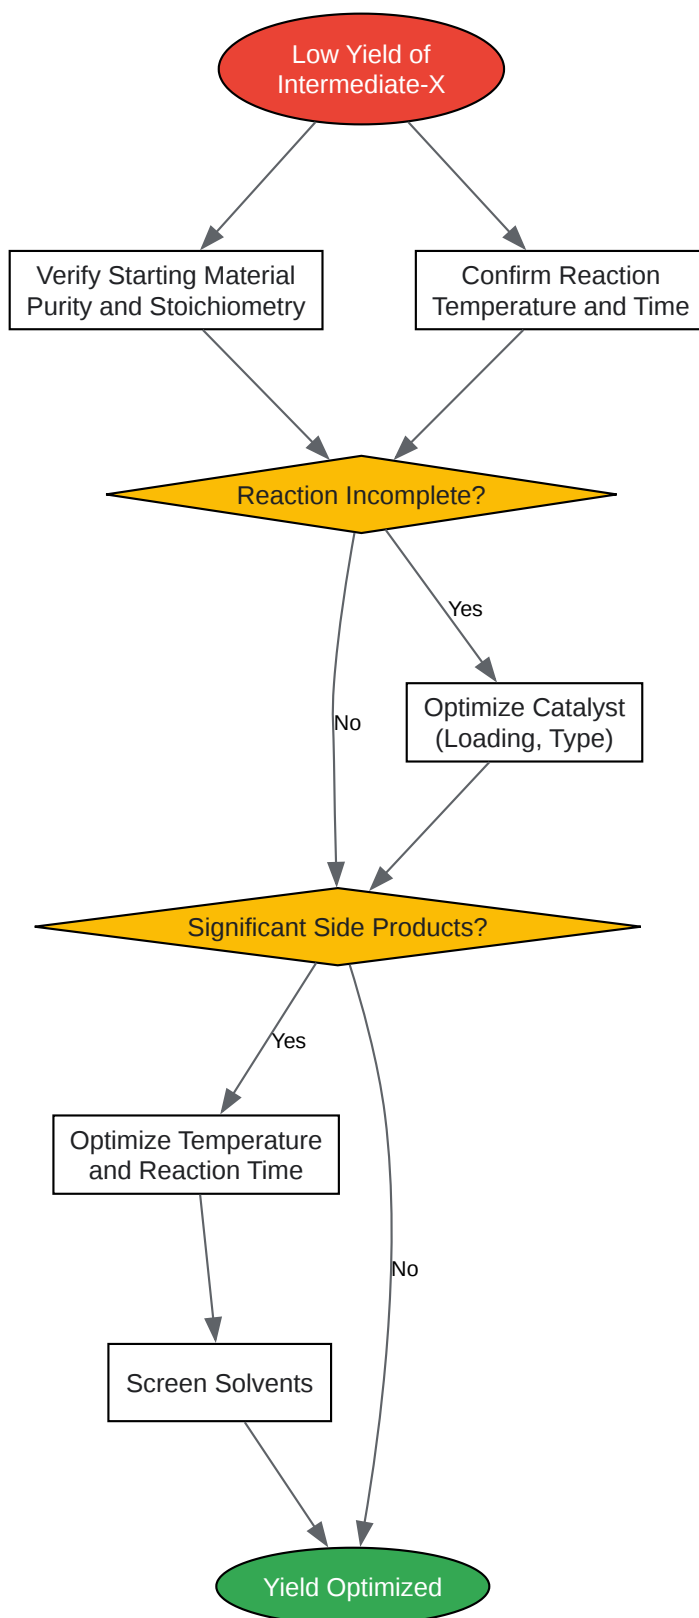 Low Yield of
Intermediate-X
Verify Starting Material
Purity and Stoichiometry
Confirm Reaction
Temperature and Time
Reaction Incomplete?
Yes
Optimize Catalyst
(Loading, Type)
No
Significant Side Products?
Yes
Optimize Temperature
and Reaction Time
No
Screen Solvents
Yield Optimized